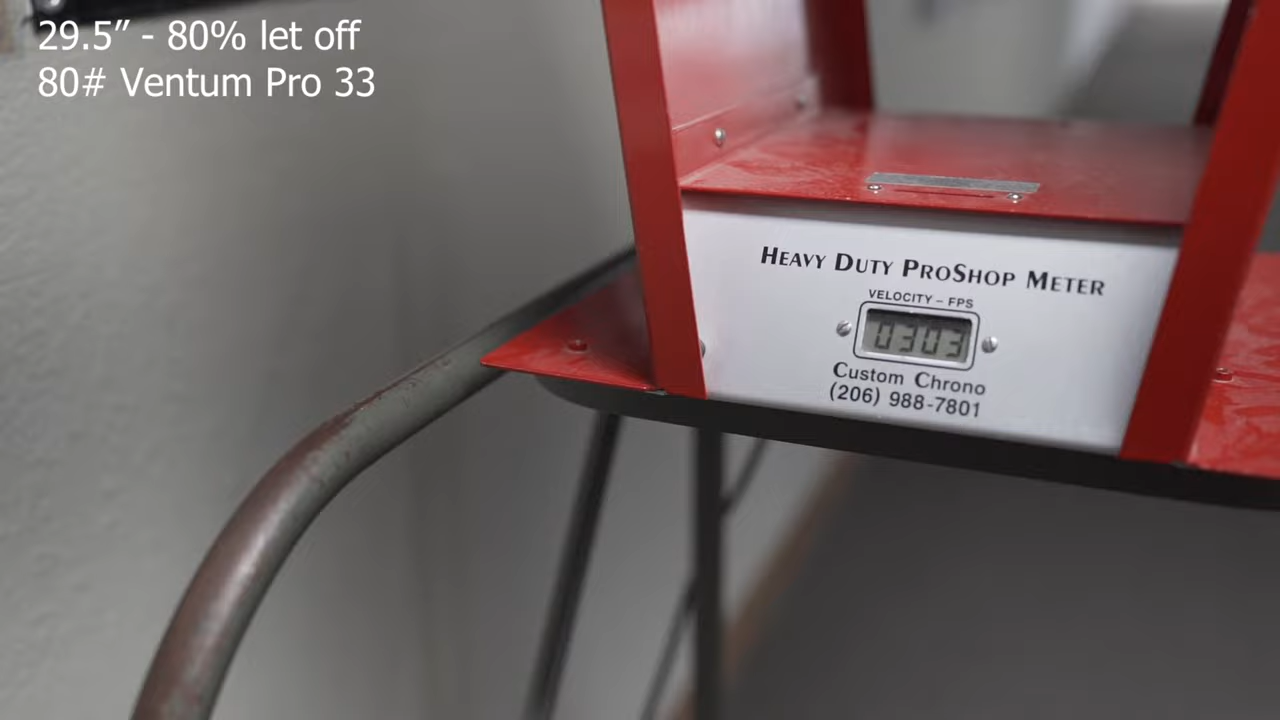 29.5” - 80% let off
80# Ventum Pro 33
HEAVY DUTY PROSHOP METER
VELOCITY – FPS
0303
Custom Chrono
(206) 988-7801